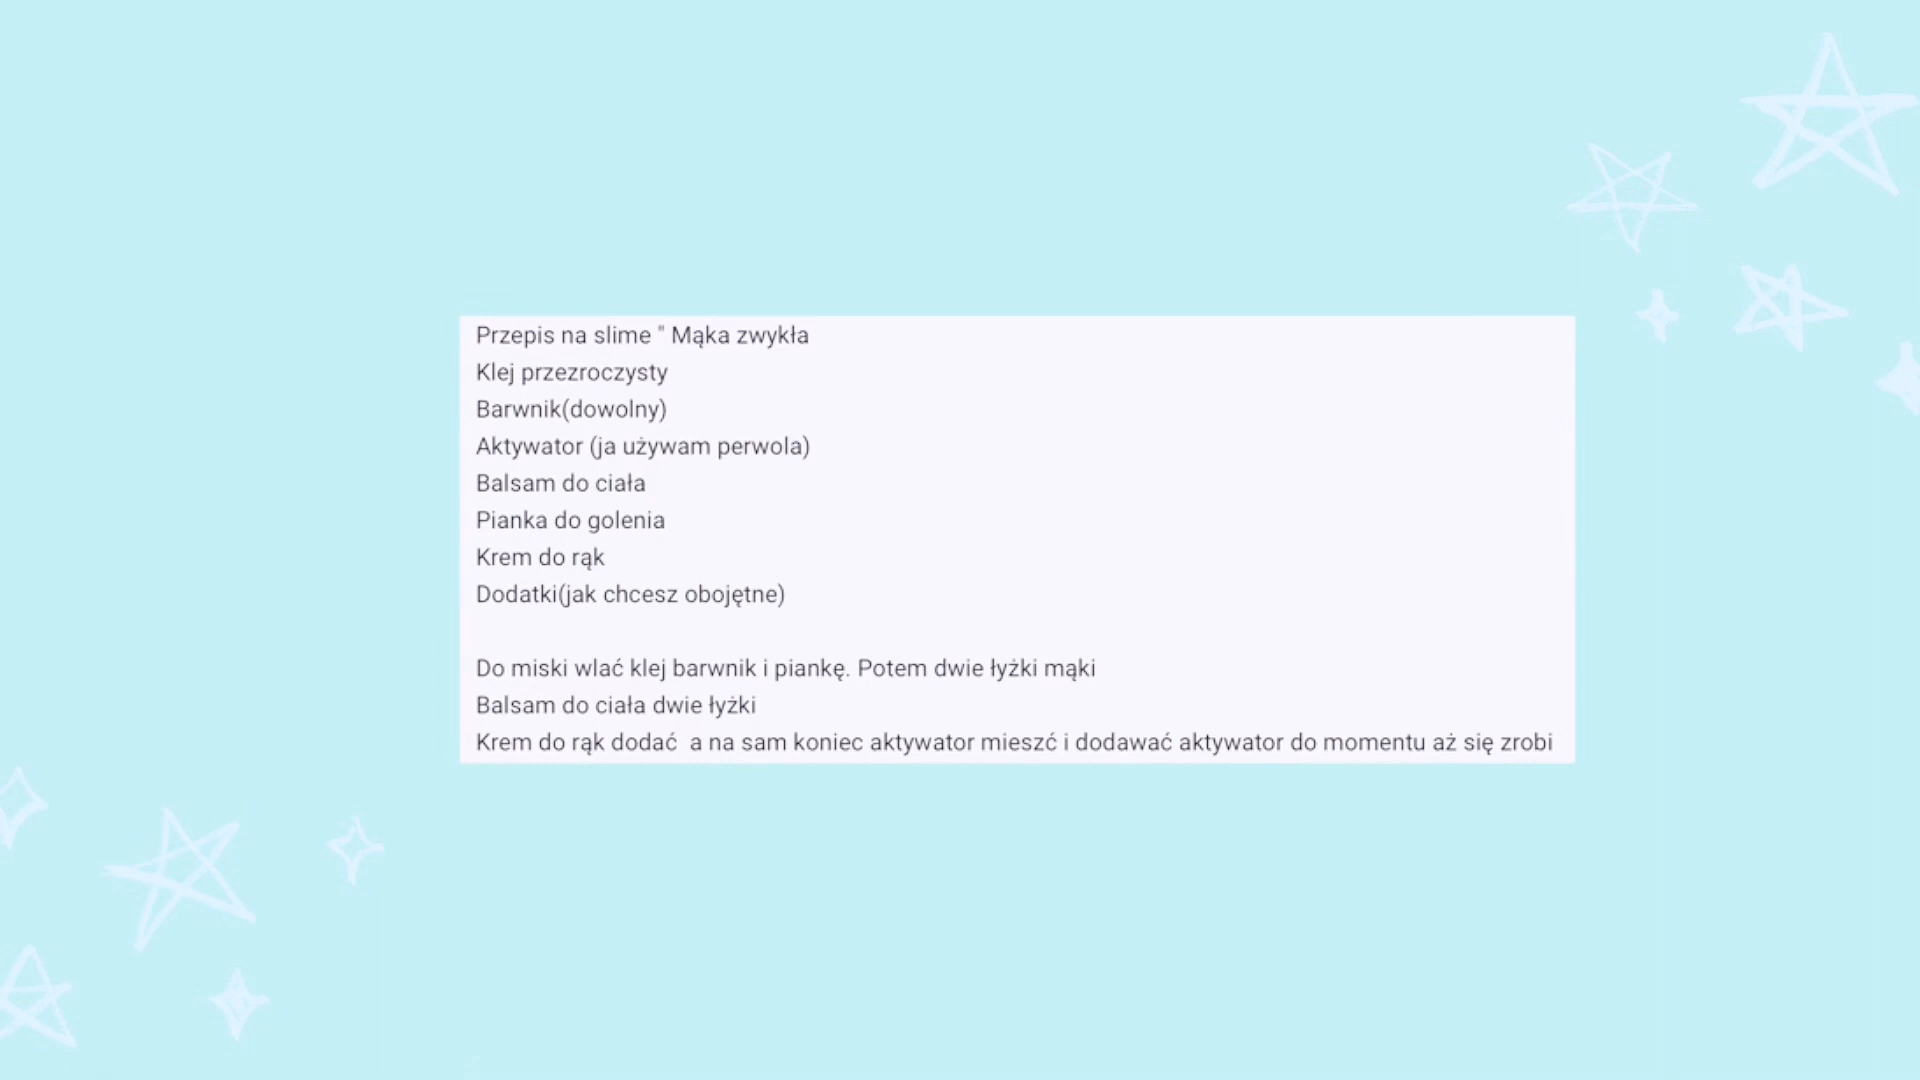 Przepis na slime " Mąka zwykła
Klej przezroczysty
Barwnik(dowolny)
Aktywator (ja używam perwola)
Balsam do ciała
Pianka do golenia
Krem do rąk
Dodatki(jak chcesz obojętne)
Do miski wlać klej barwnik i piankę. Potem dwie łyżki mąki
Balsam do ciała dwie łyżki
Krem do rąk dodać  a na sam koniec aktywator mieszć i dodawać aktywator do momentu aż się zrobi